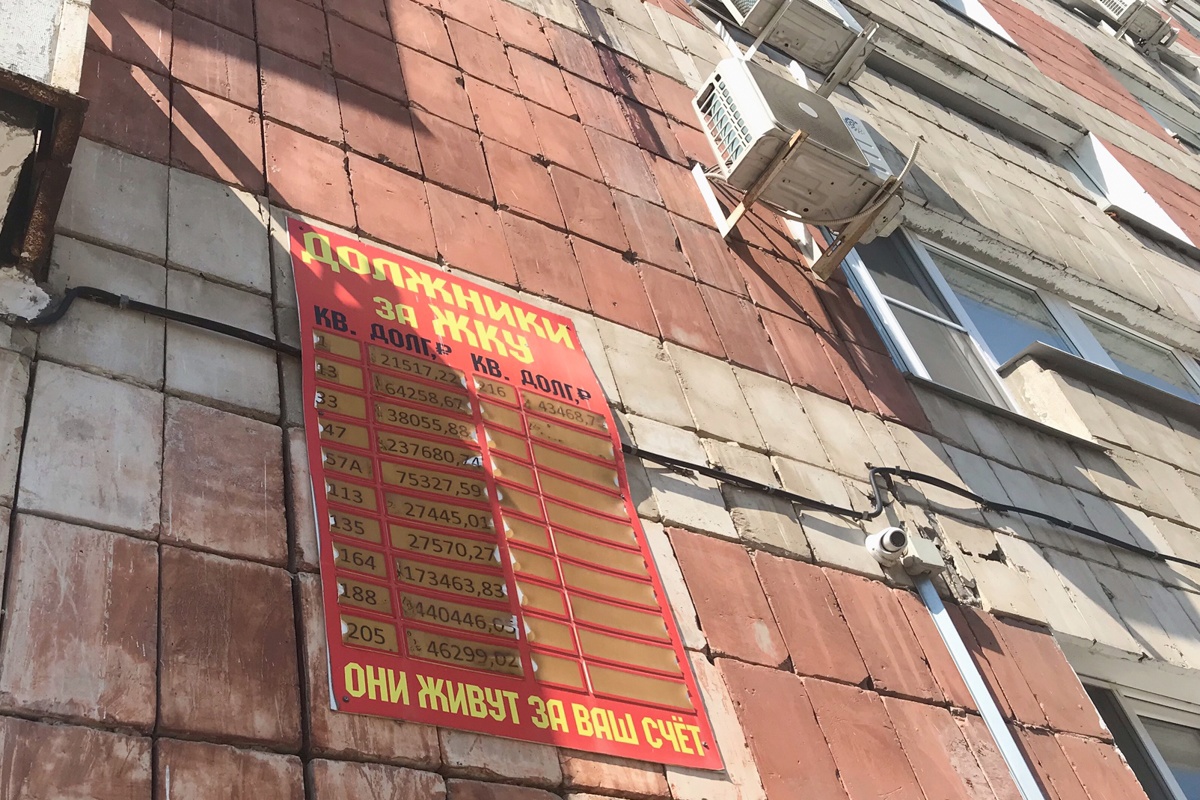 ДОЛЖНИКИ
ЗА ЖКУ
КВ. ДОЛГ,₽ КВ. ДОЛГ,₽
1 21517,22 216 43468,7
13 64258,67
33 38055,88
47 237680,74
57А 75327,59
113 27445,01
135 27570,27
164 173463,83
188 440446,03
205 46299,02
ОНИ ЖИВУТ ЗА ВАШ СЧЁТ